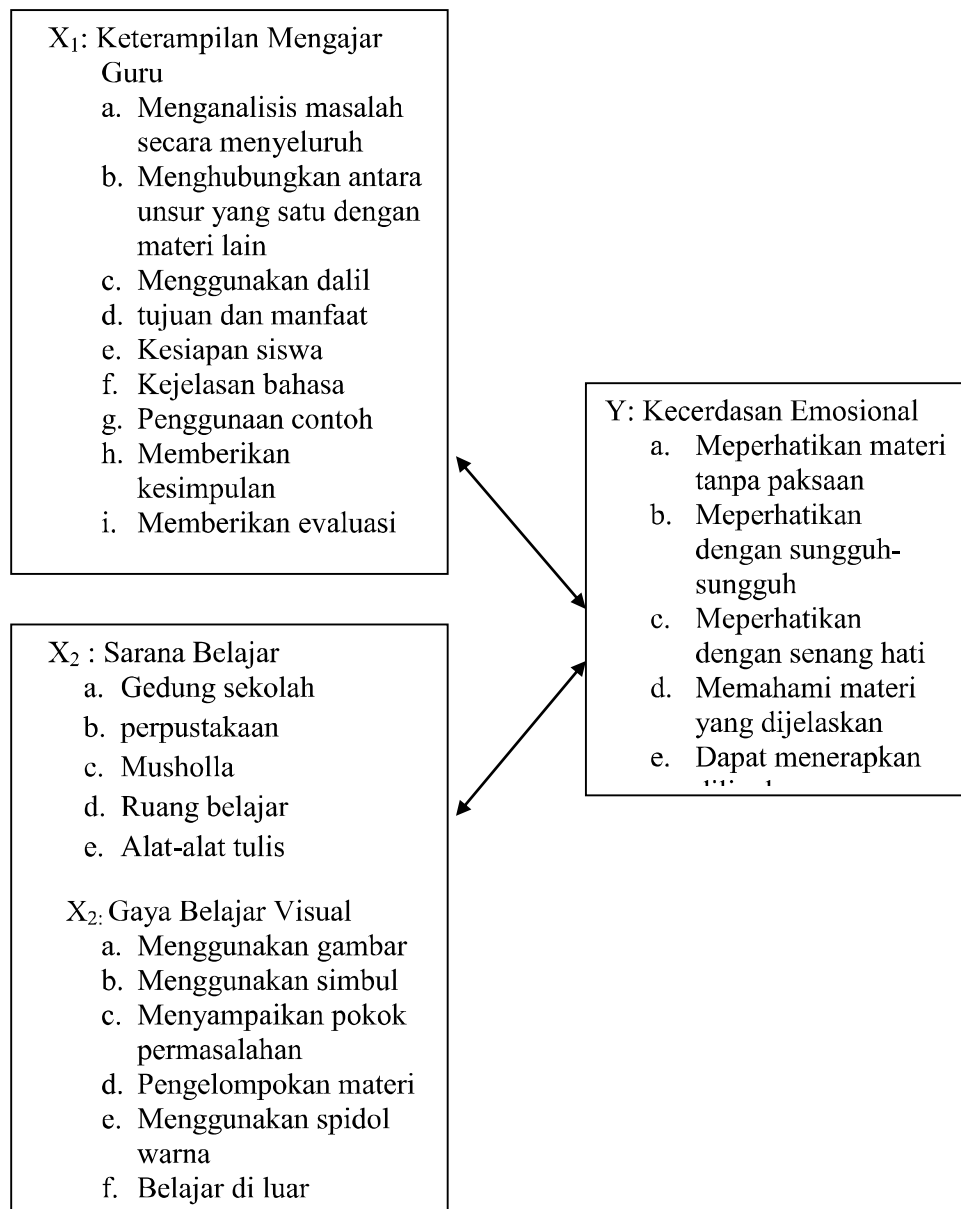 X₁: Keterampilan Mengajar
Guru
a. Menganalisis masalah
secara menyeluruh
b. Menghubungkan antara
unsur yang satu dengan
materi lain
c. Menggunakan dalil
d. tujuan dan manfaat
e. Kesiapan siswa
f. Kejelasan bahasa
g. Penggunaan contoh
h. Memberikan
kesimpulan
i. Memberikan evaluasi
X₂ : Sarana Belajar
a. Gedung sekolah
b. perpustakaan
c. Musholla
d. Ruang belajar
e. Alat-alat tulis
X₂: Gaya Belajar Visual
a. Menggunakan gambar
b. Menggunakan simbul
c. Menyampaikan pokok
permasalahan
d. Pengelompokan materi
e. Menggunakan spidol
warna
f. Belajar di luar
Y: Kecerdasan Emosional
a. Meperhatikan materi
tanpa paksaan
b. Meperhatikan
dengan sungguh-
sungguh
c. Meperhatikan
dengan senang hati
d. Memahami materi
yang dijelaskan
e. Dapat menerapkan